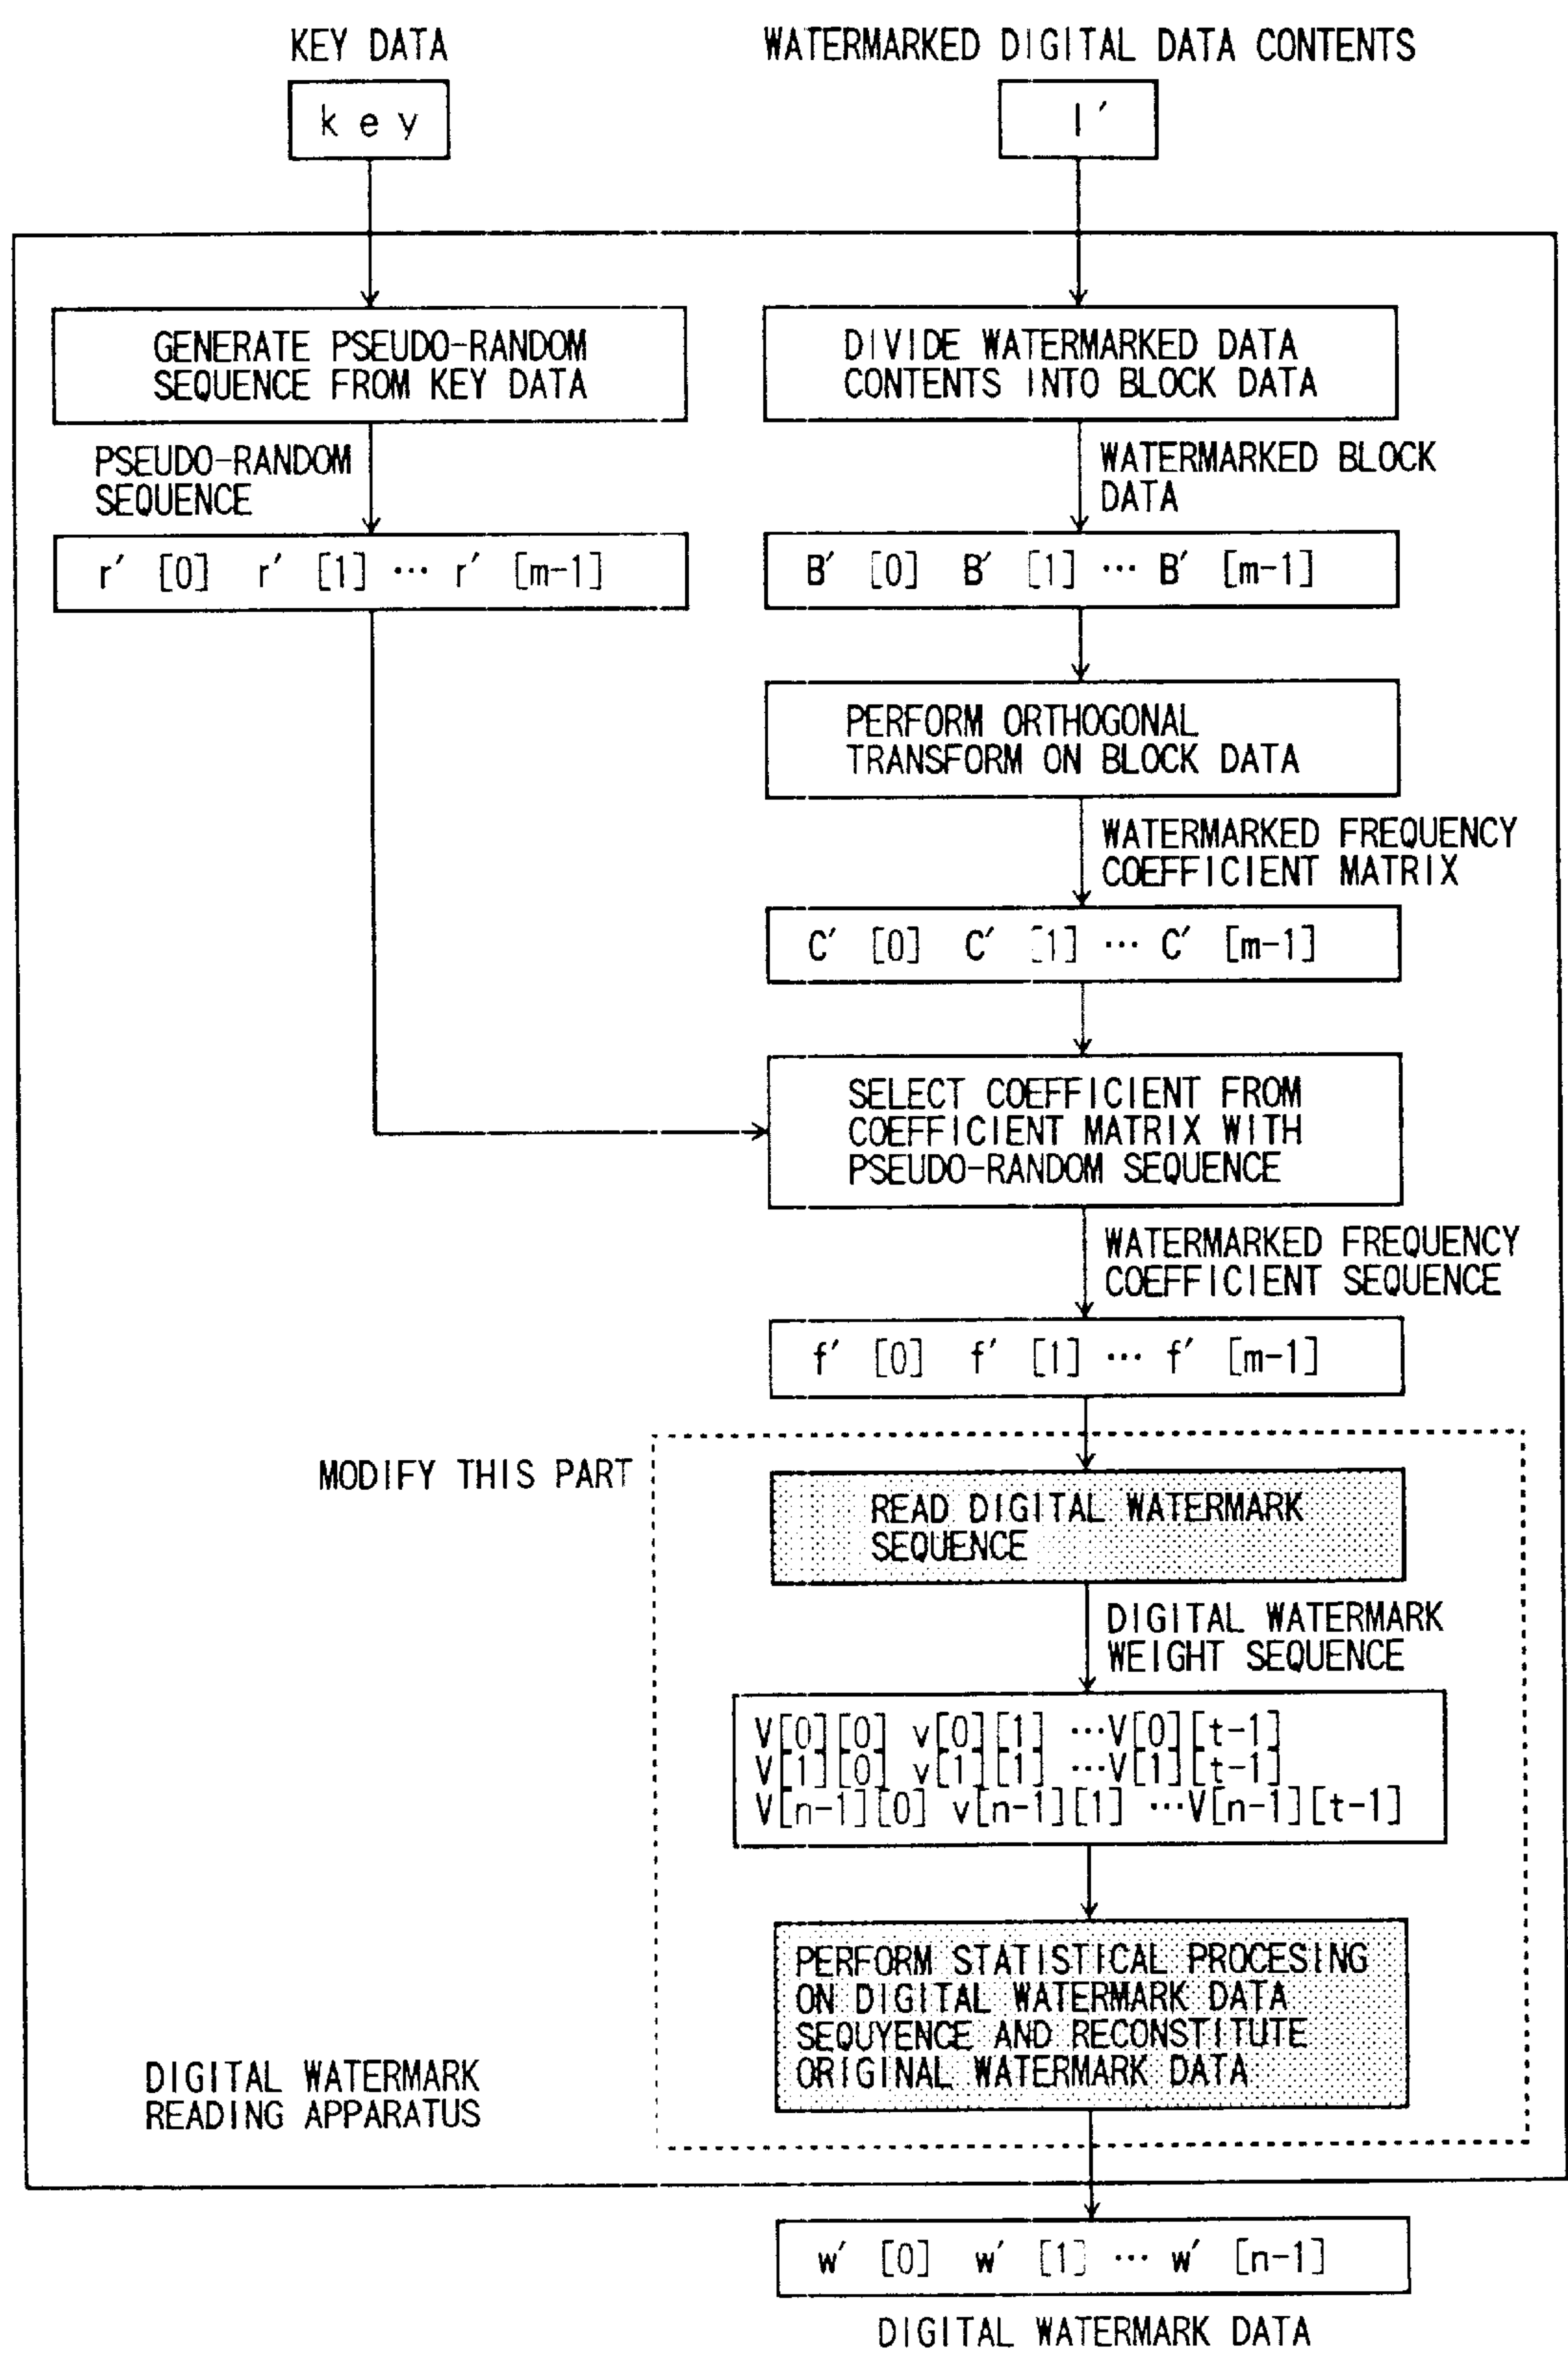 KEY DATA
WATERMARKED DIGITAL DATA CONTENTS
key
I′
GENERATE PSEUDO-RANDOM
SEQUENCE FROM KEY DATA
DIVIDE WATERMARKED DATA
CONTENTS INTO BLOCK DATA
PSEUDO-RANDOM
SEQUENCE
WATERMARKED BLOCK
DATA
r′ [0] r′ [1] ··· r′ [m-1]
B′ [0] B′ [1] ··· B′ [m-1]
PERFORM ORTHOGONAL
TRANSFORM ON BLOCK DATA
WATERMARKED FREQUENCY
COEFFICIENT MATRIX
C′ [0] C′ [1] ··· C′ [m-1]
SELECT COEFFICIENT FROM
COEFFICIENT MATRIX WITH
PSEUDO-RANDOM SEQUENCE
WATERMARKED FREQUENCY
COEFFICIENT SEQUENCE
f′ [0] f′ [1] ··· f′ [m-1]
MODIFY THIS PART
READ DIGITAL WATERMARK
SEQUENCE
DIGITAL WATERMARK
WEIGHT SEQUENCE
V[0][0] v[0][1] ···V[0][t-1]
V[1][0] v[1][1] ···V[1][t-1]
V[n-1][0] v[n-1][1] ···V[n-1][t-1]
PERFORM STATISTICAL PROCESING
ON DIGITAL WATERMARK DATA
SEQUYENCE AND RECONSTITUTE
ORIGINAL WATERMARK DATA
DIGITAL WATERMARK
READING APPARATUS
w′ [0] w′ [1] ··· w′ [n-1]
DIGITAL WATERMARK DATA